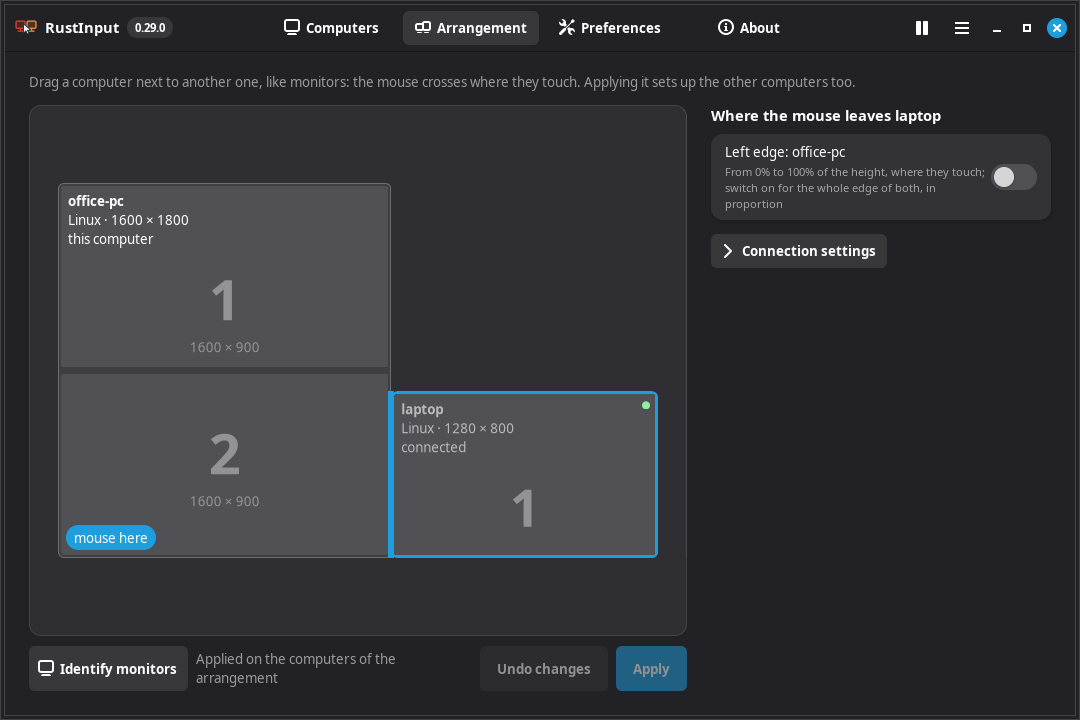 RustInput 0.29.0 Computers Arrangement Preferences About
Drag a computer next to another one, like monitors: the mouse crosses where they touch. Applying it sets up the other computers too.
office-pc
Linux · 1600 × 1800
this computer
1
1600 × 900
2
1600 × 900
mouse here
laptop
Linux · 1280 × 800
connected
1
Where the mouse leaves laptop
Left edge: office-pc
From 0% to 100% of the height, where they touch;
switch on for the whole edge of both, in
proportion
Connection settings
Identify monitors
Applied on the computers of the
arrangement
Undo changes
Apply